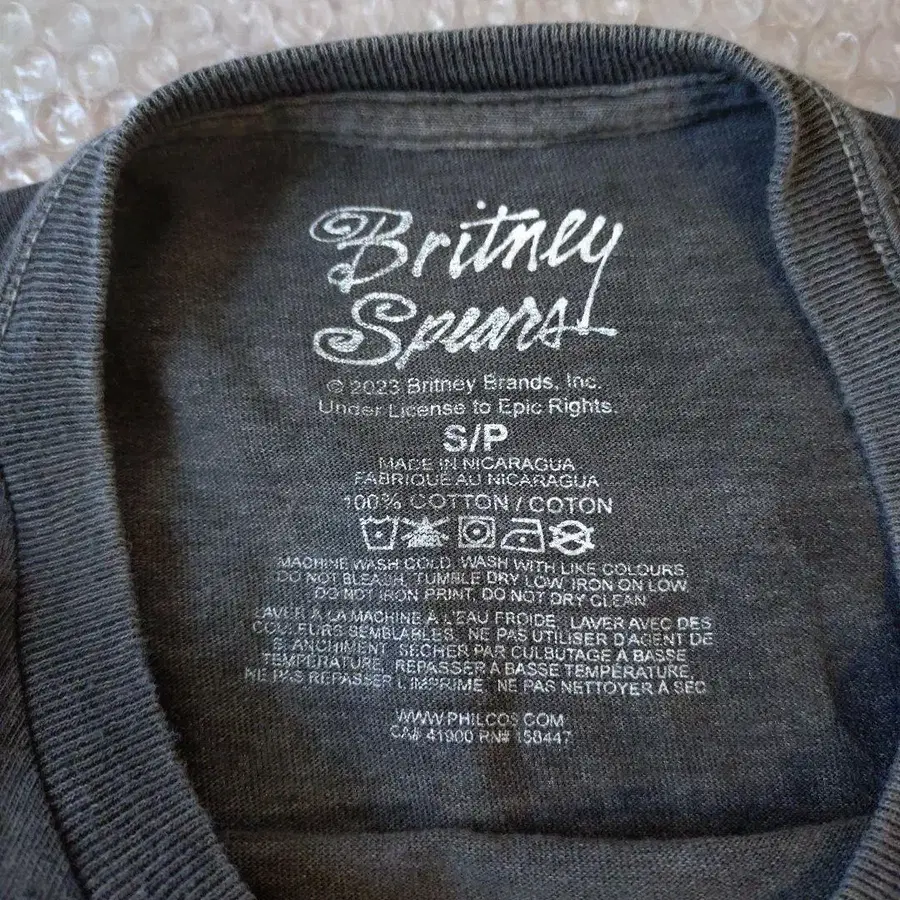 Britney
Spears
© 2023 Britney Brands, Inc.
Under License to Epic Rights.
S/P
MADE IN NICARAGUA
FABRIQUE AU NICARAGUA
100% COTTON / COTON
MACHINE WASH COLD, WASH WITH LIKE COLOURS,
DO NOT BLEACH, TUMBLE DRY LOW, IRON ON LOW,
DO NOT IRON PRINT, DO NOT DRY CLEAN
LAVER À LA MACHINE À L'EAU FROIDE, LAVER AVEC DES
COULEURS SEMBLABLES, NE PAS UTILISER D'AGENT DE
BLANCHIMENT, SÉCHER PAR CULBUTAGE À BASSE
TEMPÉRATURE, REPASSER À BASSE TEMPÉRATURE,
NE PAS REPASSER L'IMPRIMÉ, NE PAS NETTOYER À SEC
WWW.PHILCOS.COM
CA# 41900 RN# 158447